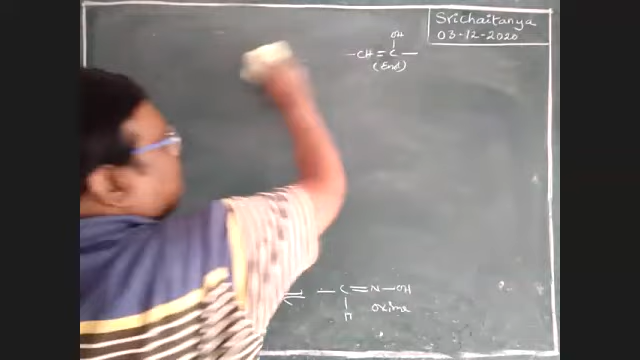 Srichaitanya
03-12-2020
OH
-CH=C-
(Enol)
-C=N-OH
H
oxime